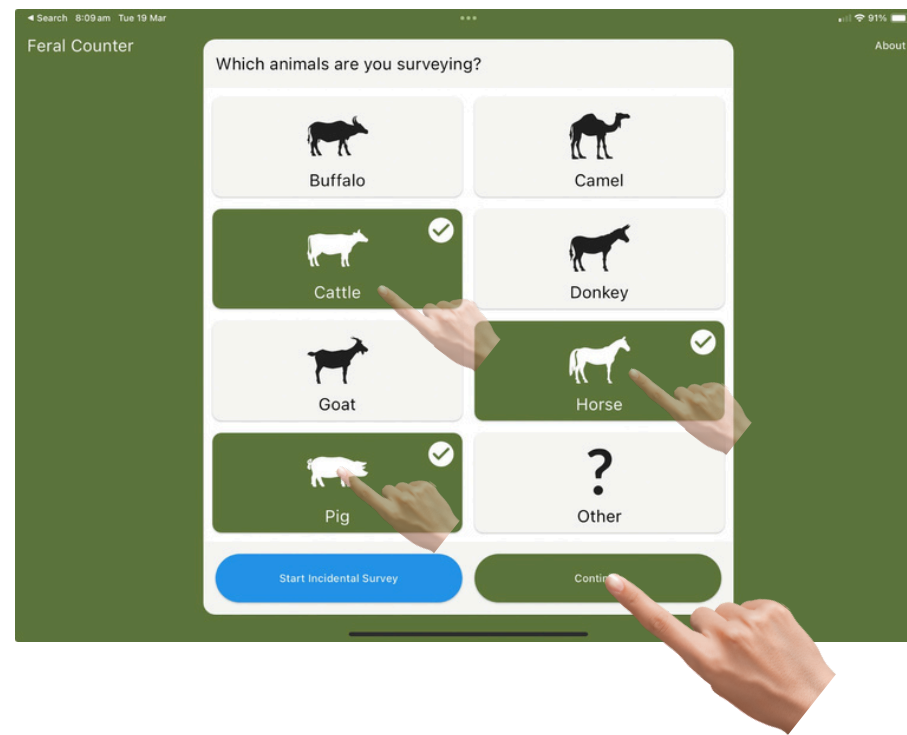 ◄ Search 8:09 am Tue 19 Mar ••• 91%
Feral Counter About
Which animals are you surveying?
Buffalo Camel
Cattle Donkey
Goat Horse
Pig ? Other
Start Incidental Survey